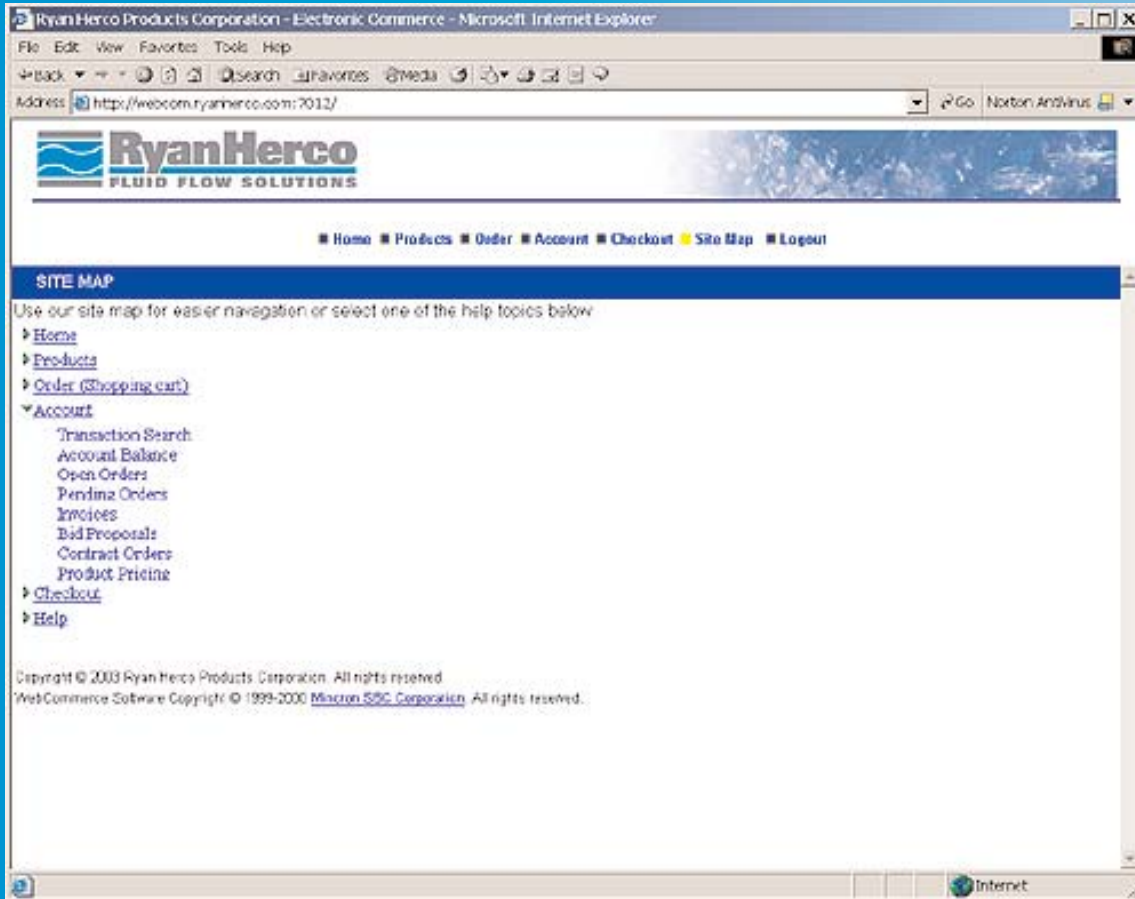 Ryan Herco Products Corporation - Electronic Commerce - Microsoft Internet Explorer
File Edit View Favorites Tools Help
Back Search Favorites Media
Address http://webcom.ryanherco.com:7012/ Go Norton AntiVirus
RyanHerco
FLUID FLOW SOLUTIONS
Home Products Order Account Checkout Site Map Logout
SITE MAP
Use our site map for easier navagation or select one of the help topics below
Home
Products
Order (Shopping cart)
Account
Transaction Search
Account Balance
Open Orders
Pending Orders
Invoices
Bid Proposals
Contract Orders
Product Pricing
Checkout
Help
Copyright © 2003 Ryan Herco Products Corporation. All rights reserved
WebCommerce Software Copyright © 1999-2000 Mincron SBC Corporation. All rights reserved.
Internet